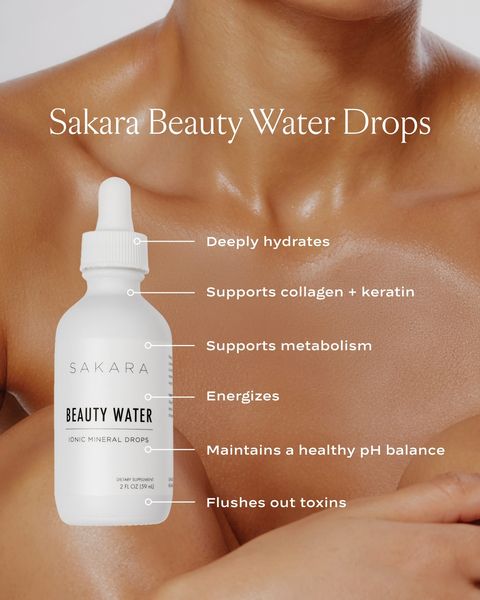 Sakara Beauty Water Drops
Deeply hydrates
Supports collagen + keratin
Supports metabolism
SAKARA
Energizes
BEAUTY WATER
IONIC MINERAL DROPS
Maintains a healthy pH balance
DIETARY SUPPLEMENT
2 FL OZ (59 mL)
Flushes out toxins